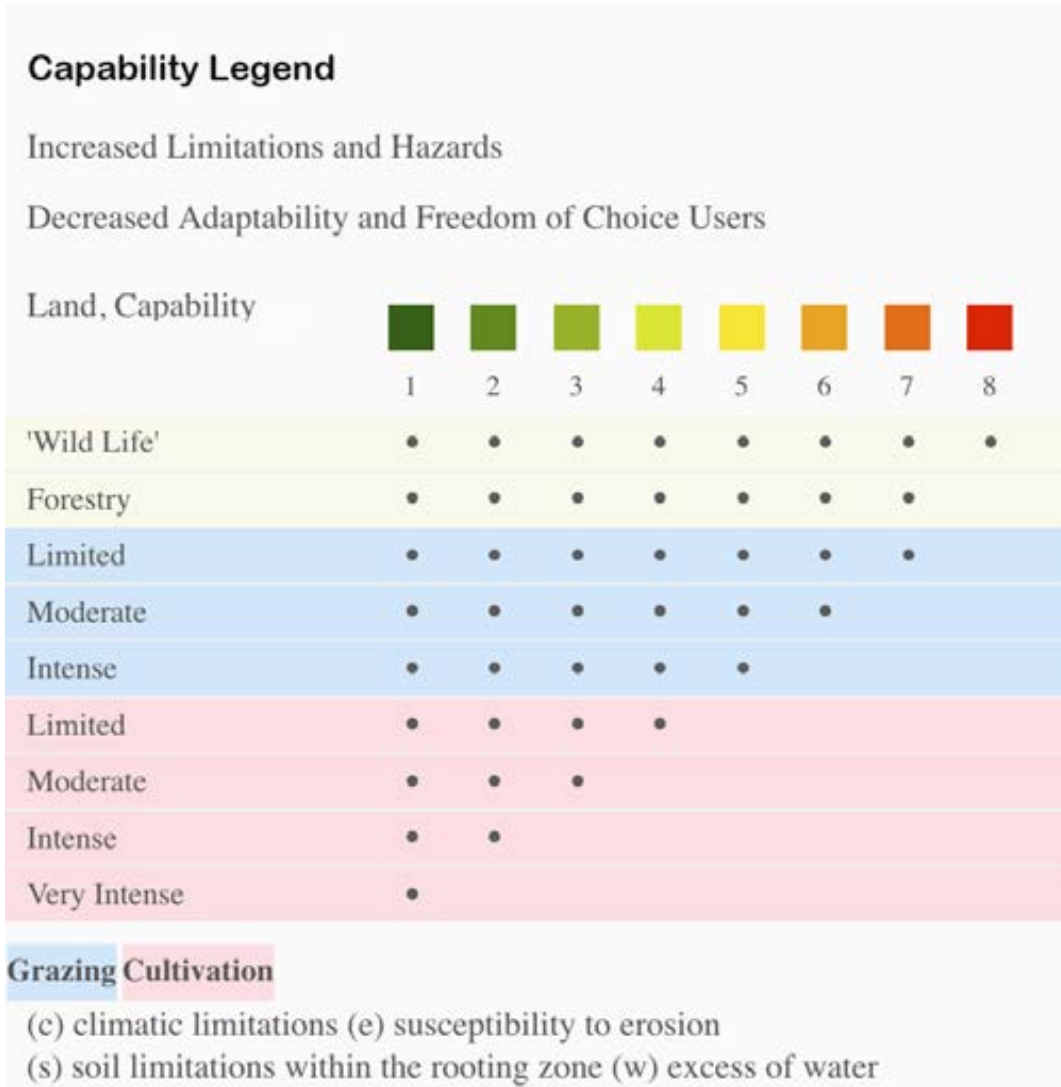 Capability Legend
Increased Limitations and Hazards
Decreased Adaptability and Freedom of Choice Users
Land, Capability
1 2 3 4 5 6 7 8
'Wild Life'
Forestry
Limited
Moderate
Intense
Limited
Moderate
Intense
Very Intense
Grazing Cultivation
(c) climatic limitations (e) susceptibility to erosion
(s) soil limitations within the rooting zone (w) excess of water